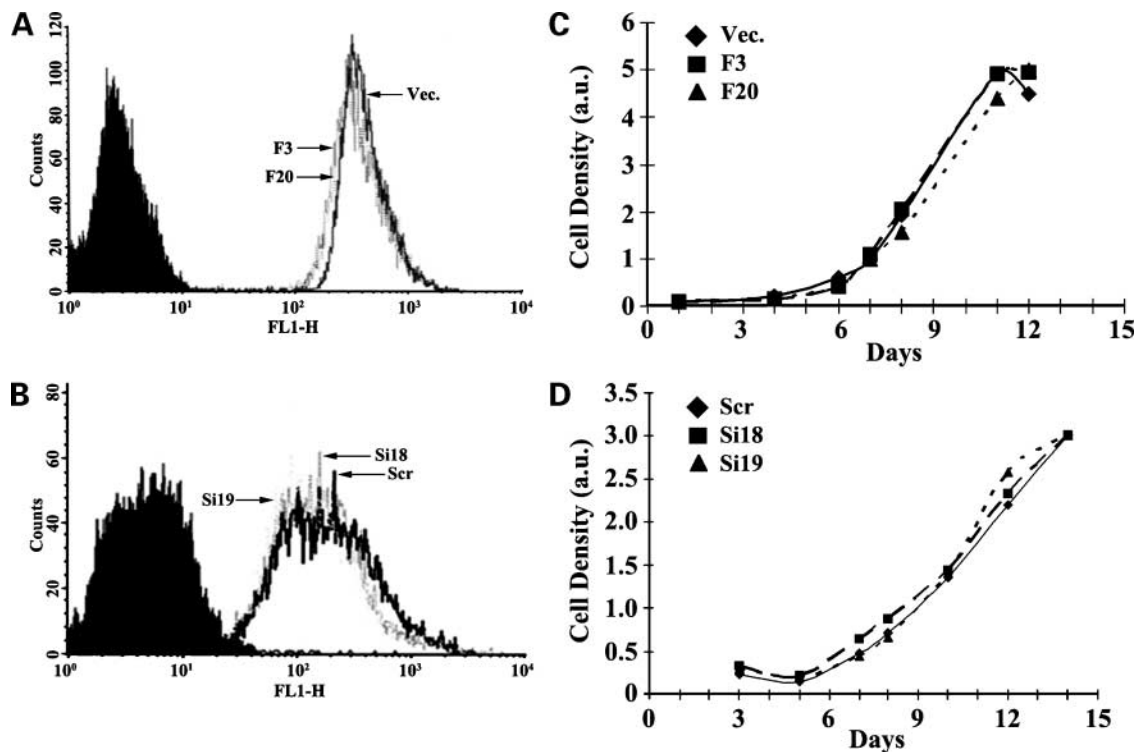 A
Counts
120
100
80
60
40
20
0
Vec.
F3
F20
10⁰ 10¹ 10² 10³ 10⁴
FL1-H
B
Counts
80
60
40
20
0
Si18
Scr
Si19
10⁰ 10¹ 10² 10³ 10⁴
FL1-H
C
Cell Density (a.u.)
6
5
4
3
2
1
0
Vec.
F3
F20
0 3 6 9 12 15
Days
D
Cell Density (a.u.)
3.5
3.0
2.5
2.0
1.5
1.0
0.5
0
Scr
Si18
Si19
0 3 6 9 12 15
Days